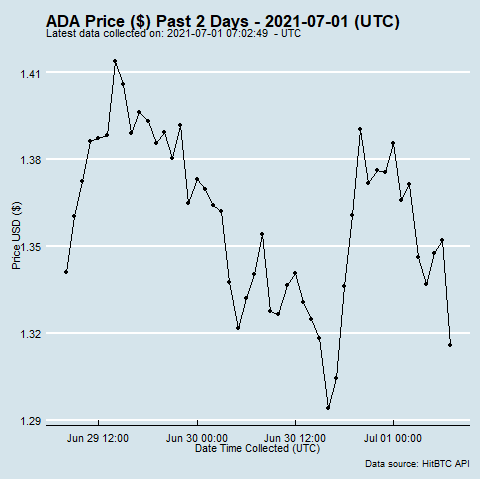 ADA Price ($) Past 2 Days - 2021-07-01 (UTC)
Latest data collected on: 2021-07-01 07:02:49 - UTC
1.41
1.38
1.35
1.32
1.29
Price USD ($)
Jun 29 12:00
Jun 30 00:00
Jun 30 12:00
Jul 01 00:00
Date Time Collected (UTC)
Data source: HitBTC API